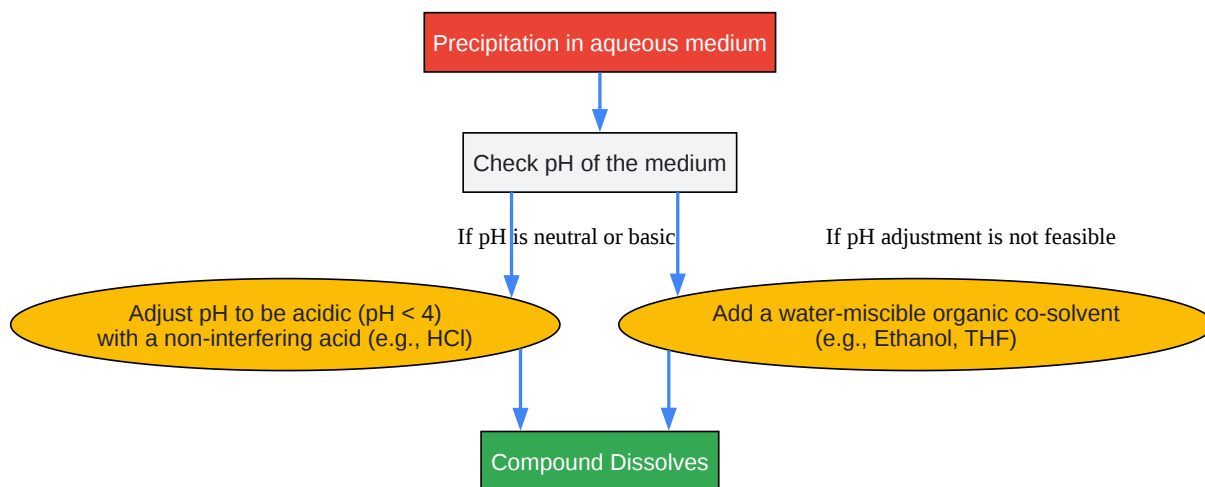 Precipitation in aqueous medium
Check pH of the medium
If pH is neutral or basic
If pH adjustment is not feasible
Adjust pH to be acidic (pH < 4)
with a non-interfering acid (e.g., HCl)
Add a water-miscible organic co-solvent
(e.g., Ethanol, THF)
Compound Dissolves